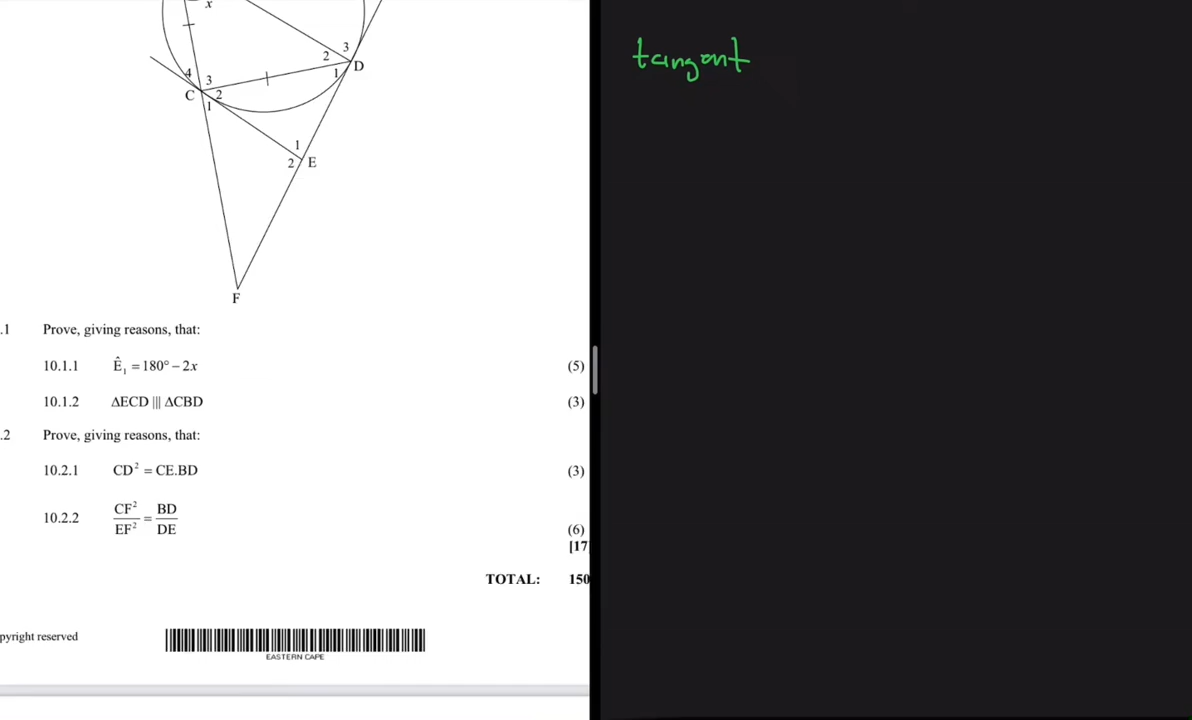 x
tangent
2 3
1 D
4 3
C 2
1
1
2 E
F
.1 Prove, giving reasons, that:
10.1.1 Ê₁ = 180° − 2x (5)
10.1.2 ΔECD ||| ΔCBD (3)
.2 Prove, giving reasons, that:
10.2.1 CD² = CE.BD (3)
10.2.2 CF²/EF² = BD/DE (6)
[17
TOTAL: 150
pyright reserved
EASTERN CAPE